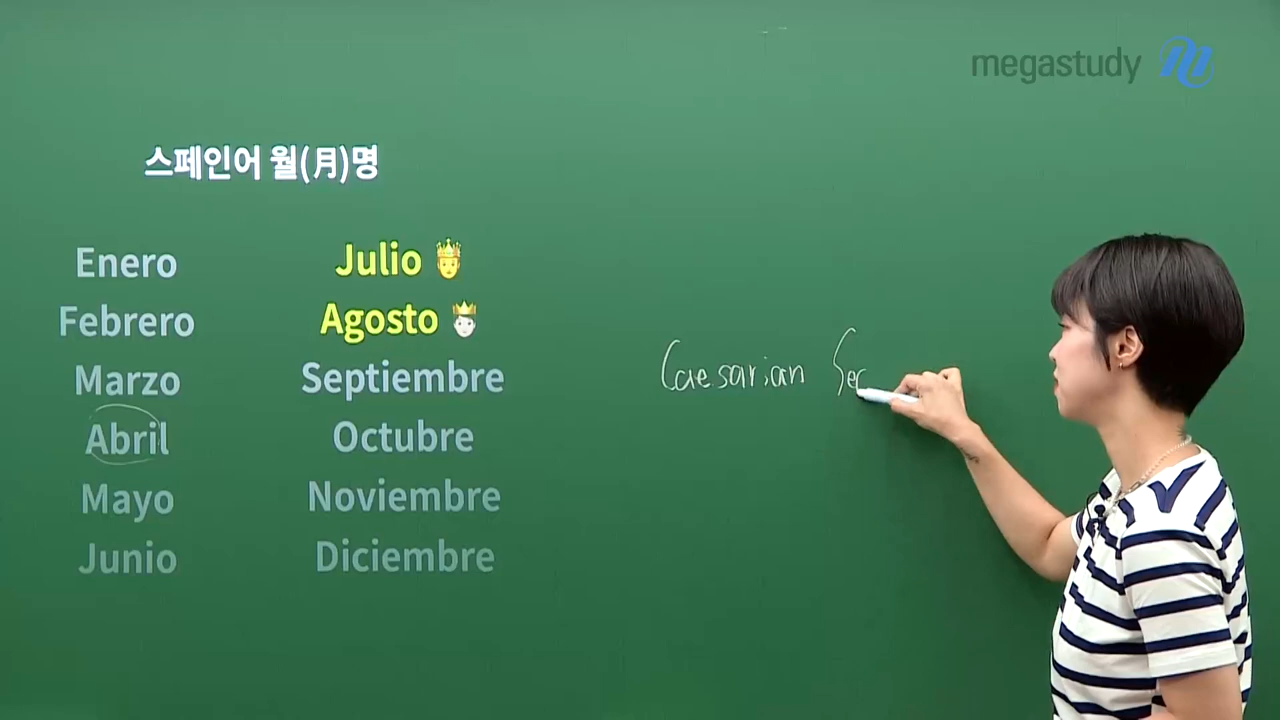 megastudy
스페인어 월(月)명
Enero
Febrero
Marzo
Abril
Mayo
Junio
Julio
Agosto
Septiembre
Octubre
Noviembre
Diciembre
Caesarian Sec